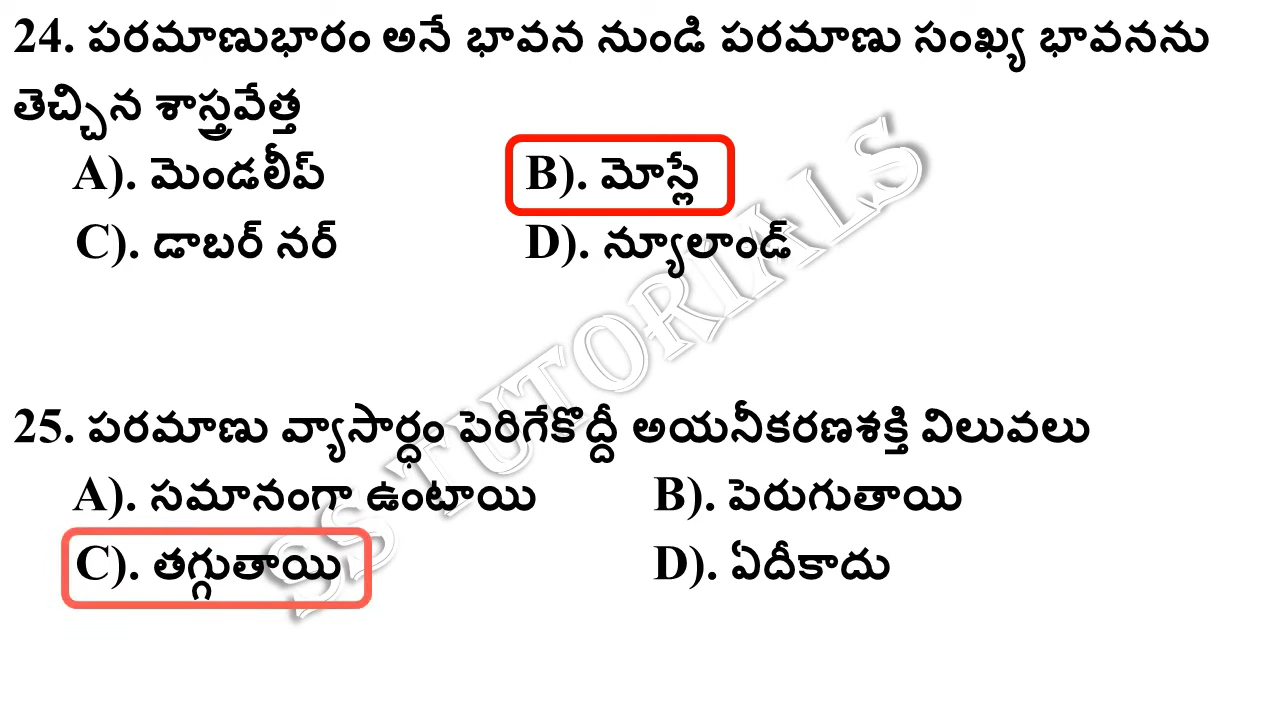 24. పరమాణుభారం అనే భావన నుండి పరమాణు సంఖ్య భావనను
తెచ్చిన శాస్త్రవేత్త
A). మెండలీప్ B). మోస్లే
C). డాబర్ నర్ D). న్యూలాండ్
25. పరమాణు వ్యాసార్ధం పెరిగేకొద్దీ అయనీకరణశక్తి విలువలు
A). సమానంగా ఉంటాయి B). పెరుగుతాయి
C). తగ్గుతాయి D). ఏదీకాదు
SS TUTORIALS